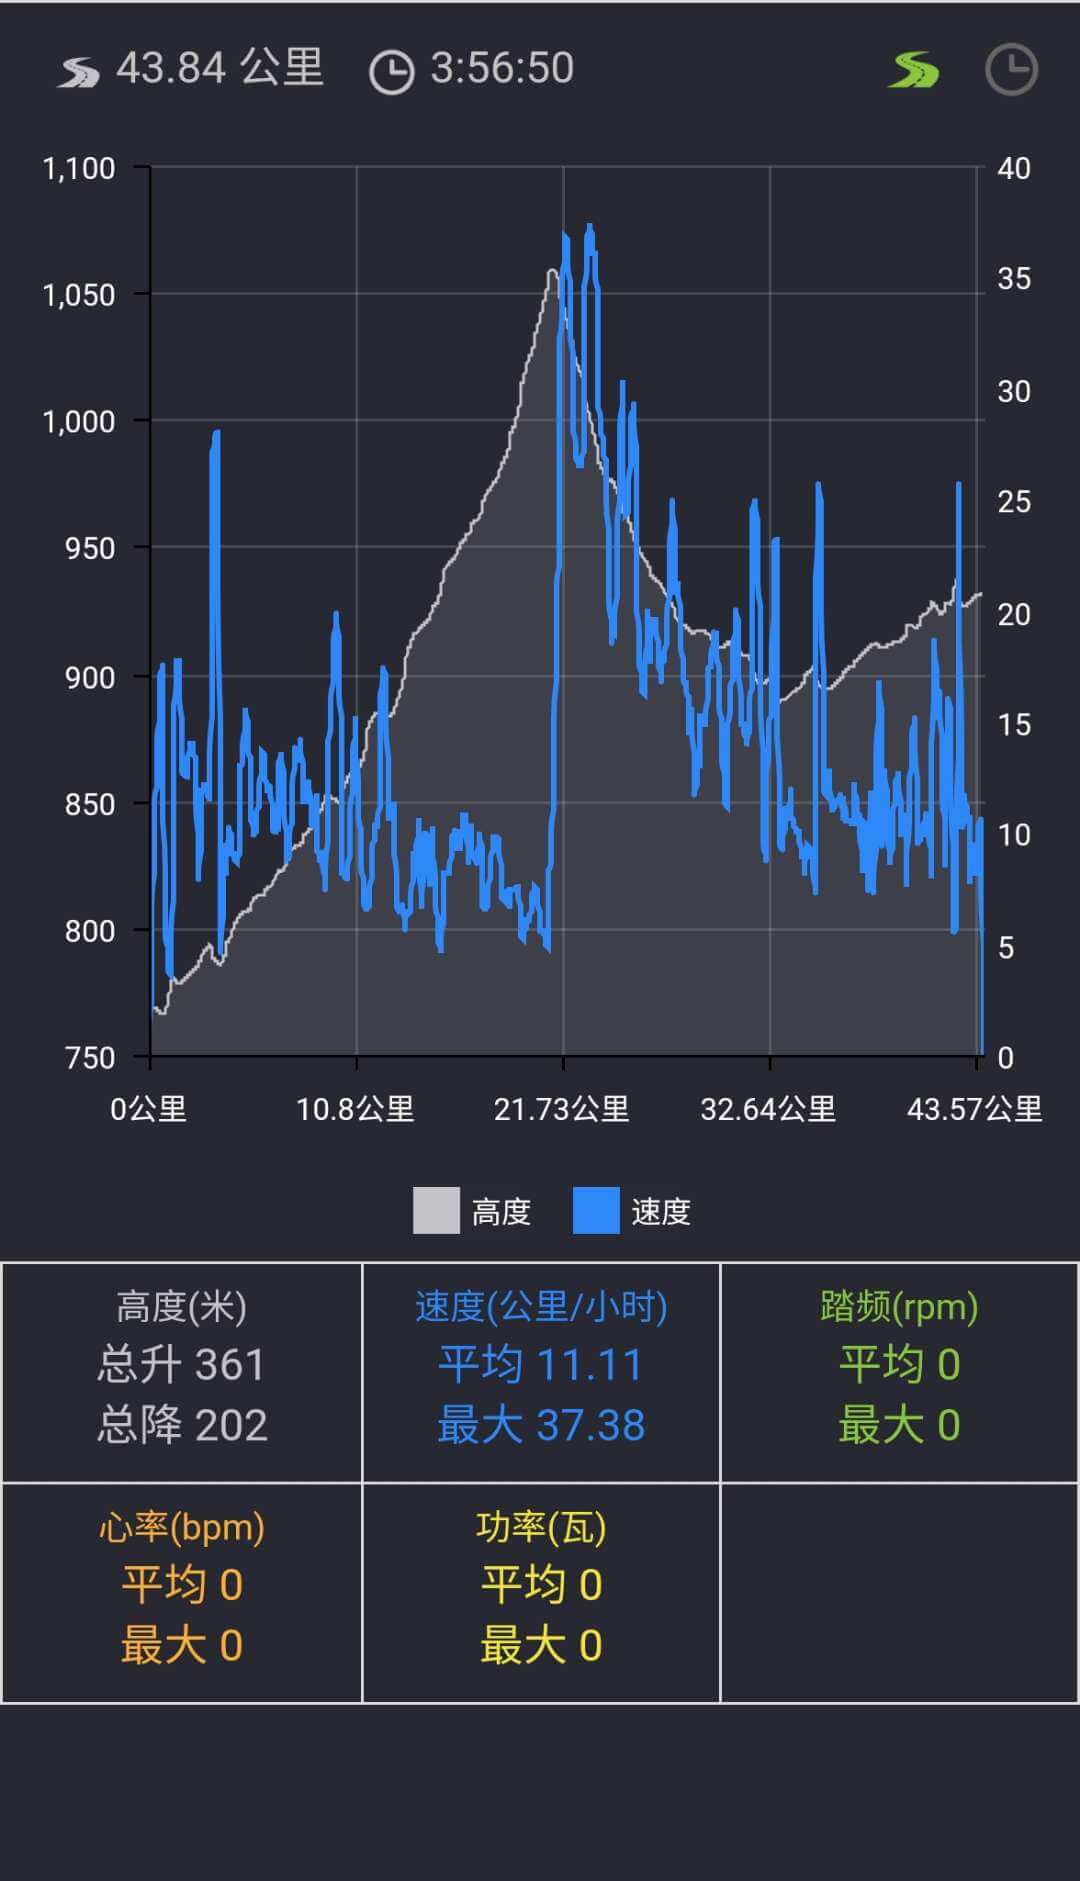 43.84 公里 3:56:50
1,100 40
1,050 35
1,000 30
950 25
900 20
850 15
800 10
750 5
0
0公里 10.8公里 21.73公里 32.64公里 43.57公里
高度 速度
高度(米)
总升 361
总降 202
速度(公里/小时)
平均 11.11
最大 37.38
踏频(rpm)
平均 0
最大 0
心率(bpm)
平均 0
最大 0
功率(瓦)
平均 0
最大 0